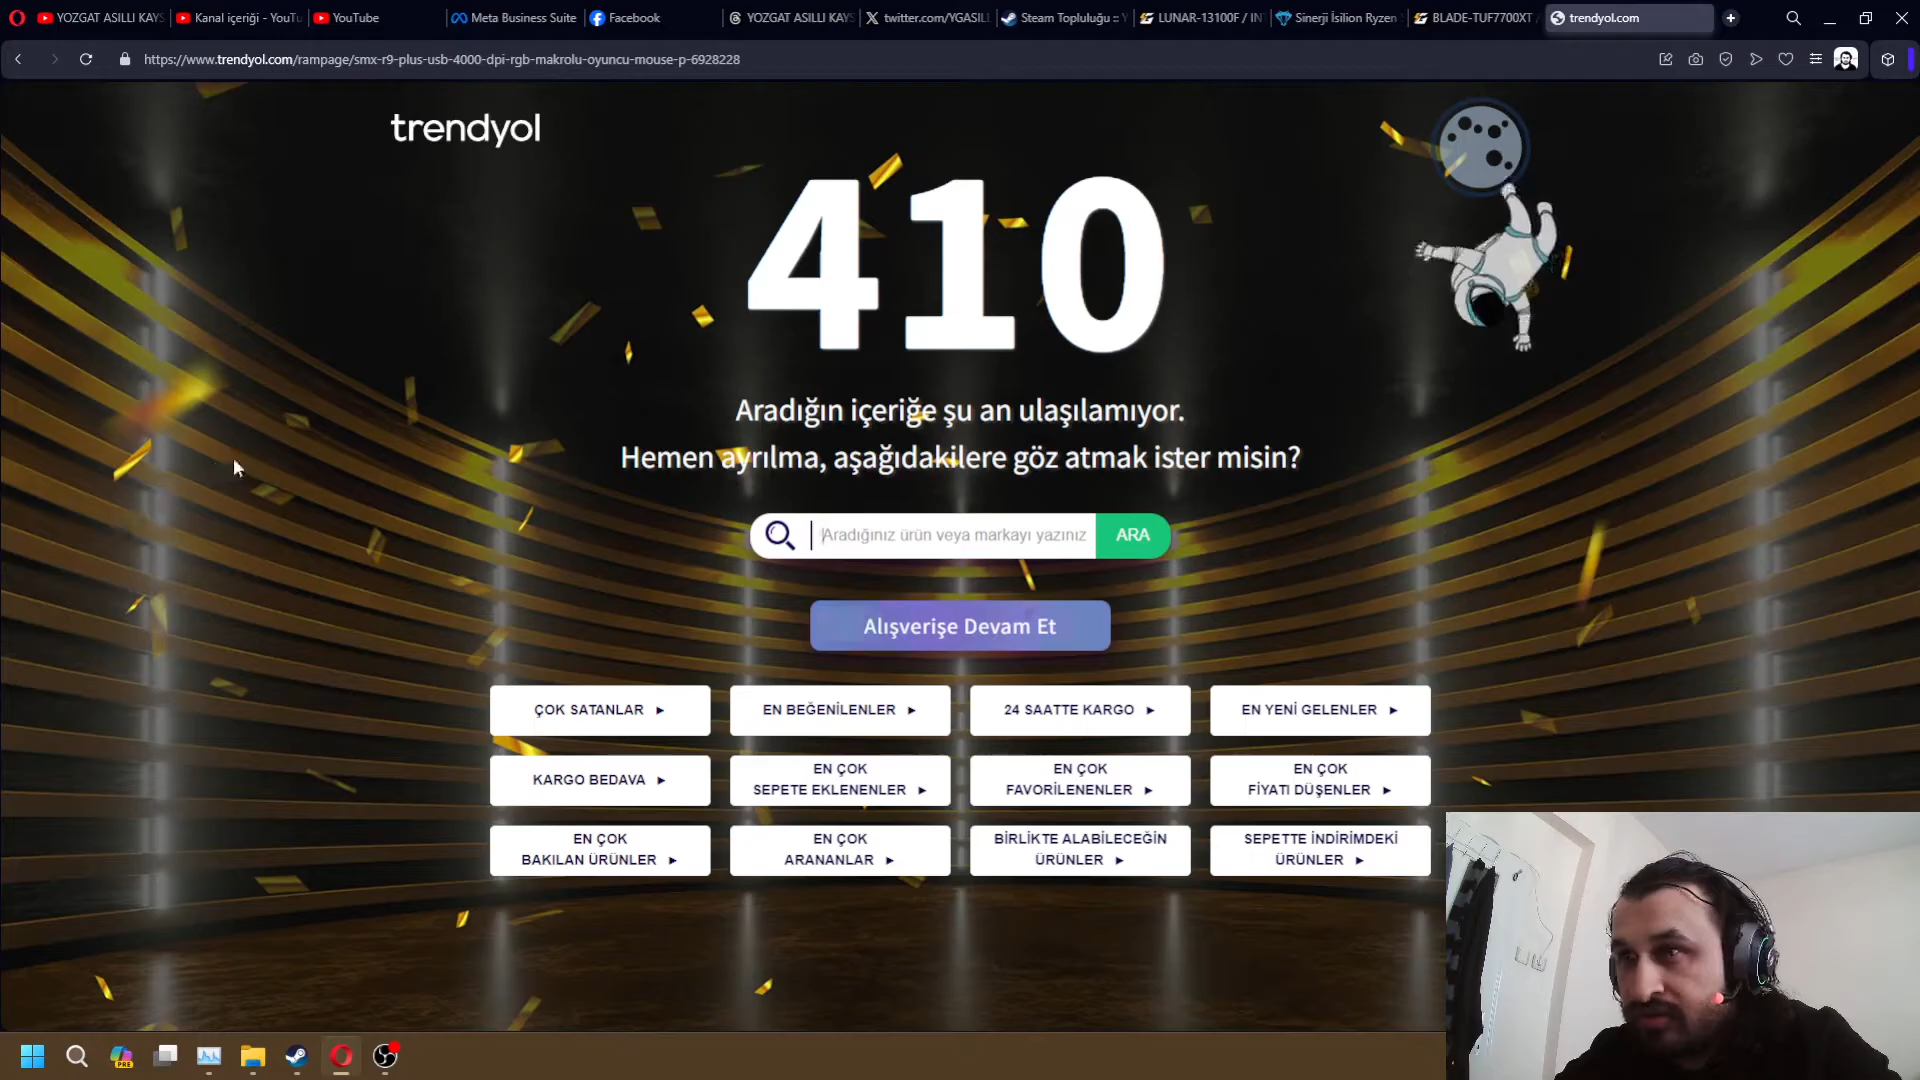 YOZGAT ASILLI KAYS
Kanal içeriği - YouTu
YouTube
Meta Business Suite
Facebook
YOZGAT ASILLI KAYS
twitter.com/YGASILL
Steam Topluluğu :: Y
LUNAR-13100F / IN
Sinerji İsilion Ryzen
BLADE-TUF7700XT /
trendyol.com
https://www.trendyol.com/rampage/smx-r9-plus-usb-4000-dpi-rgb-makrolu-oyuncu-mouse-p-6928228
trendyol
410
Aradığın içeriğe şu an ulaşılamıyor.
Hemen ayrılma, aşağıdakilere göz atmak ister misin?
Aradığınız ürün veya markayı yazınız
ARA
Alışverişe Devam Et
ÇOK SATANLAR ►
EN BEĞENİLENLER ►
24 SAATTE KARGO ►
EN YENİ GELENLER ►
KARGO BEDAVA ►
EN ÇOK
SEPETE EKLENENLER ►
EN ÇOK
FAVORİLENENLER ►
EN ÇOK
FİYATI DÜŞENLER ►
EN ÇOK
BAKILAN ÜRÜNLER ►
EN ÇOK
ARANANLAR ►
BİRLİKTE ALABİLECEĞİN
ÜRÜNLER ►
SEPETTE İNDİRİMDEKİ
ÜRÜNLER ►
PRE